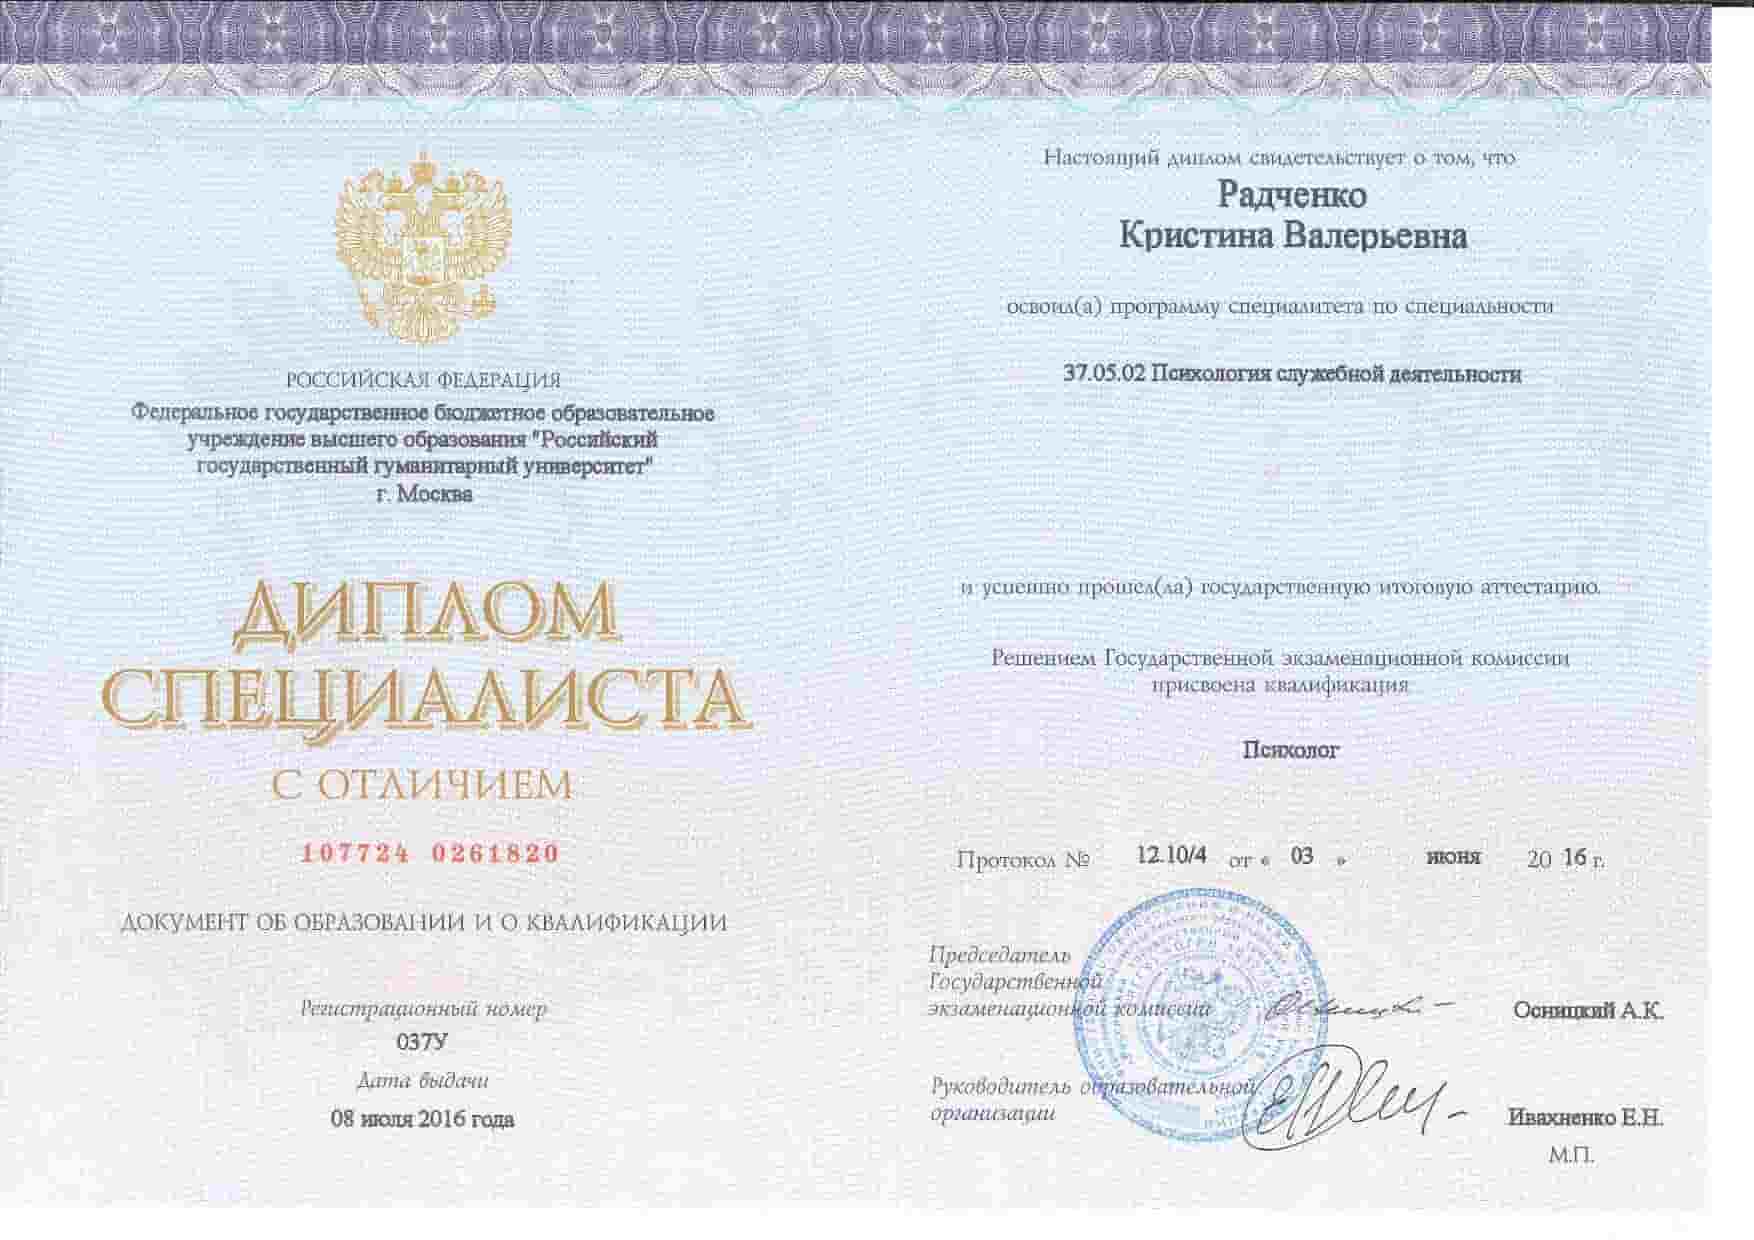 РОССИЙСКАЯ ФЕДЕРАЦИЯ
Федеральное государственное бюджетное образовательное
учреждение высшего образования "Российский
государственный гуманитарный университет"
г. Москва
ДИПЛОМ
СПЕЦИАЛИСТА
С ОТЛИЧИЕМ
107724 0261820
ДОКУМЕНТ ОБ ОБРАЗОВАНИИ И О КВАЛИФИКАЦИИ
Регистрационный номер
037У
Дата выдачи
08 июля 2016 года
Настоящий диплом свидетельствует о том, что
Радченко
Кристина Валерьевна
освоил(а) программу специалитета по специальности
37.05.02 Психология служебной деятельности
и успешно прошел(ла) государственную итоговую аттестацию.
Решением Государственной экзаменационной комиссии
присвоена квалификация
Психолог
Протокол № 12.10/4 от « 03 » июня 20 16 г.
Председатель
Государственной
экзаменационной комиссии Осницкий А.К.
Руководитель образовательной
организации Ивахненко Е.Н.
М.П.